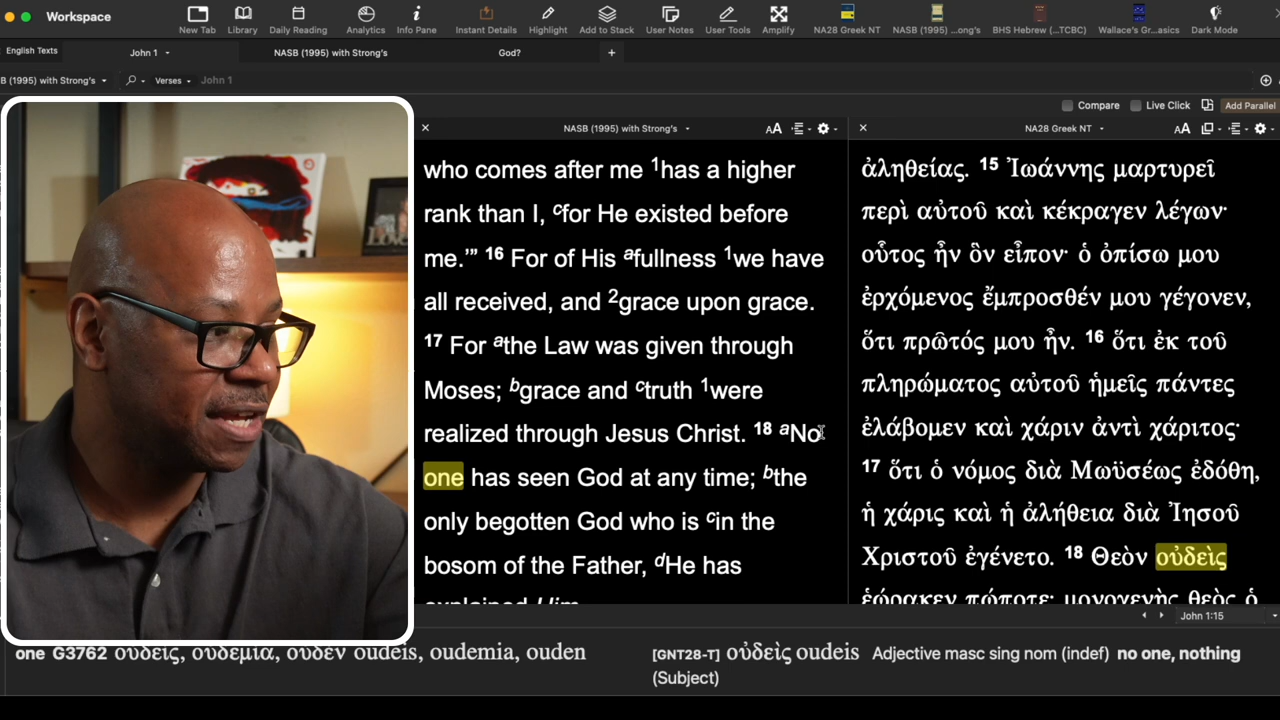 Workspace
New Tab
Library
Daily Reading
Analytics
Info Pane
Instant Details
Highlight
Add to Stack
User Notes
User Tools
Amplify
NA28 Greek NT
NASB (1995) ...ong's
BHS Hebrew (...TCBC)
Wallace's Gr...asics
Dark Mode
English Texts
John 1
NASB (1995) with Strong's
God?
B (1995) with Strong's
Verses
John 1
Compare
Live Click
Add Parallel
NASB (1995) with Strong's
who comes after me ¹has a higher
rank than I, ᶜfor He existed before
me.’” 16 For of His ᵃfullness ¹we have
all received, and ²grace upon grace.
17 For ᵃthe Law was given through
Moses; ᵇgrace and ᶜtruth ¹were
realized through Jesus Christ. 18 ᵃNo
one has seen God at any time; ᵇthe
only begotten God who is ᶜin the
bosom of the Father, ᵈHe has
explained Him.
NA28 Greek NT
ἀληθείας. 15 Ἰωάννης μαρτυρεῖ
περὶ αὐτοῦ καὶ κέκραγεν λέγων·
οὗτος ἦν ὃν εἶπον· ὁ ὀπίσω μου
ἐρχόμενος ἔμπροσθέν μου γέγονεν,
ὅτι πρῶτός μου ἦν. 16 ὅτι ἐκ τοῦ
πληρώματος αὐτοῦ ἡμεῖς πάντες
ἐλάβομεν καὶ χάριν ἀντὶ χάριτος·
17 ὅτι ὁ νόμος διὰ Μωϋσέως ἐδόθη,
ἡ χάρις καὶ ἡ ἀλήθεια διὰ Ἰησοῦ
Χριστοῦ ἐγένετο. 18 Θεὸν οὐδεὶς
ἑώρακεν πώποτε· μονογενὴς θεὸς ὁ
John 1:15
one G3762 οὐδείς, οὐδεμία, οὐδέν oudeis, oudemia, ouden
[GNT28-T] οὐδεὶς oudeis Adjective masc sing nom (indef) no one, nothing
(Subject)
LOVE